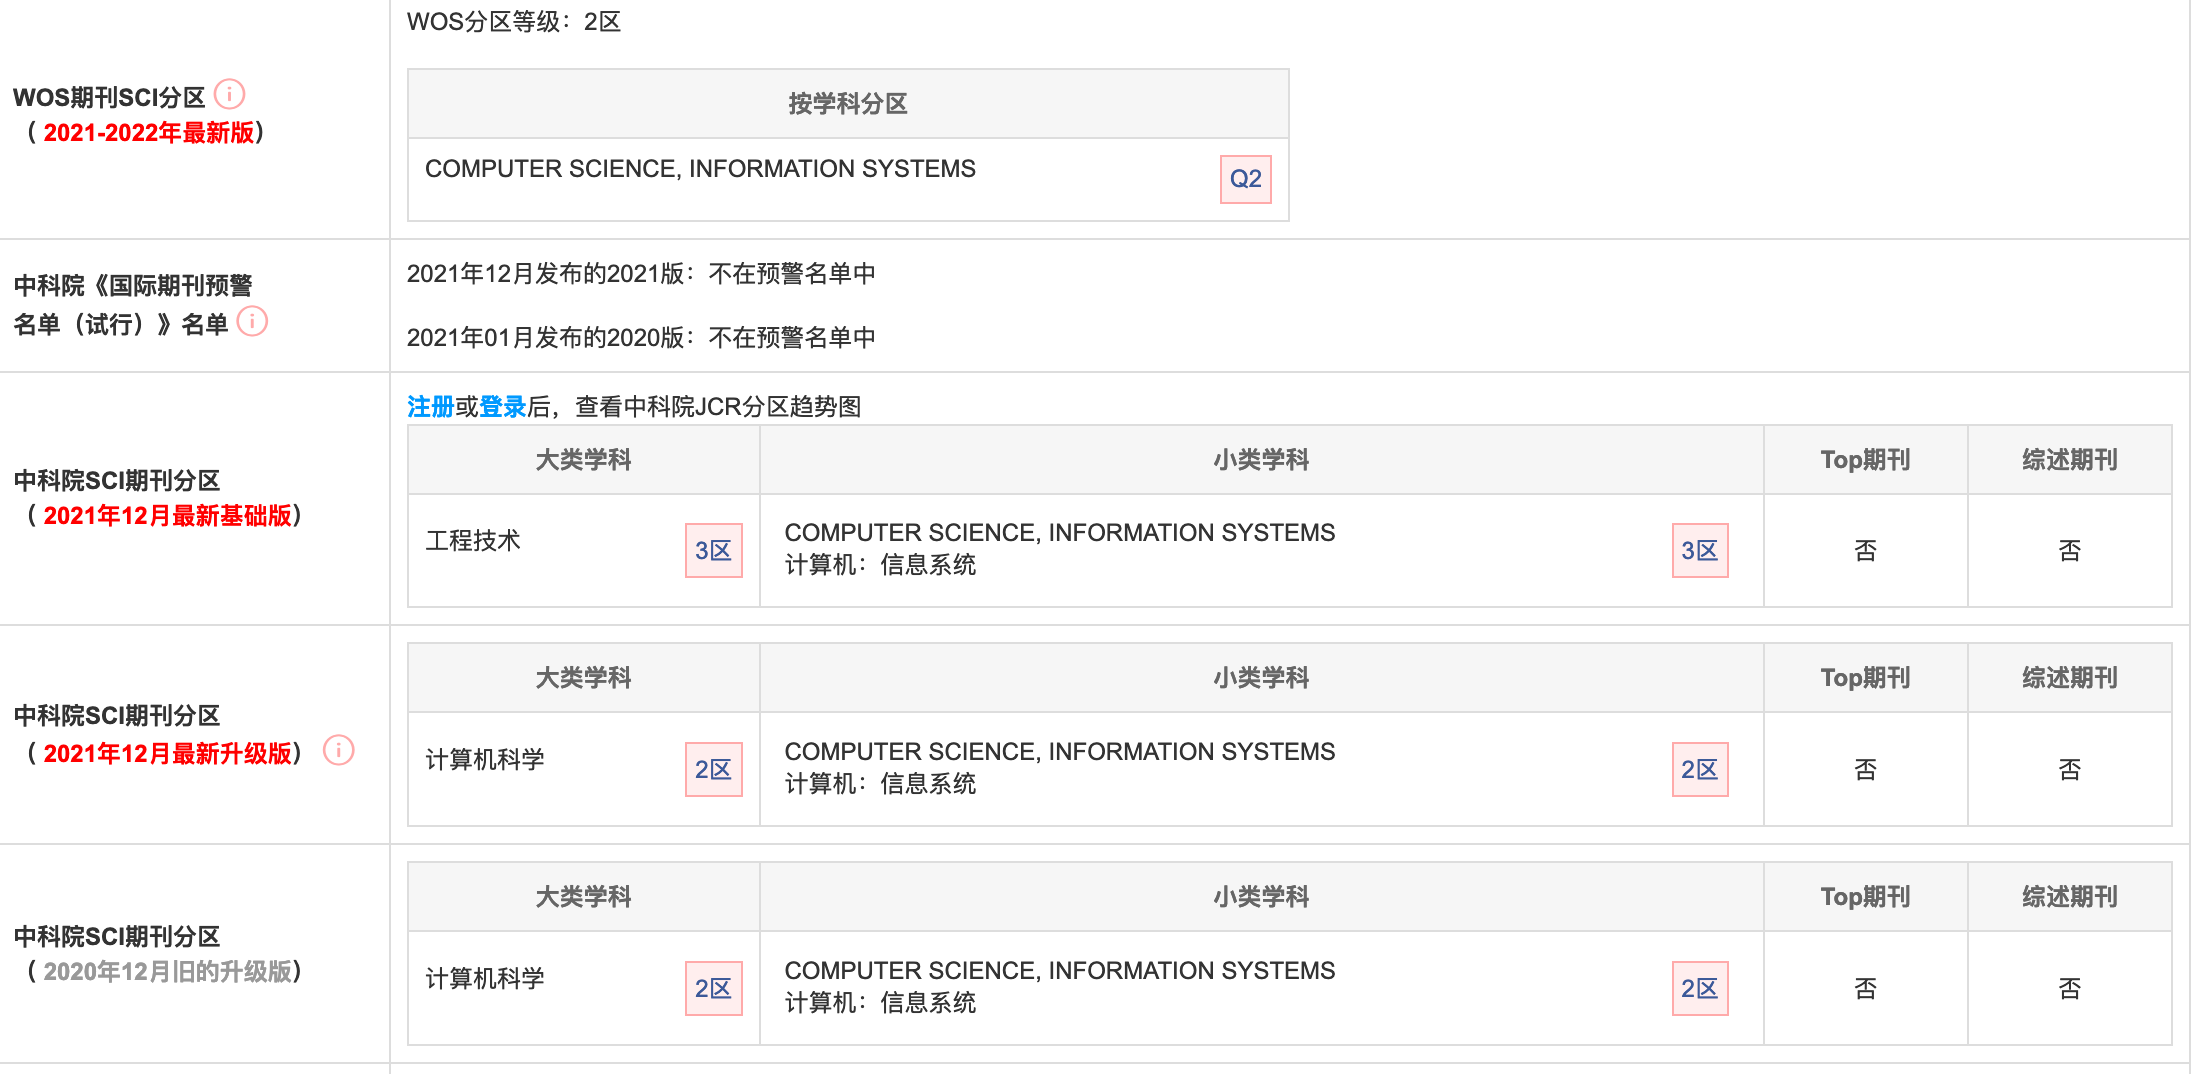 WOS分区等级：2区
WOS期刊SCI分区
（2021-2022年最新版）
按学科分区
COMPUTER SCIENCE, INFORMATION SYSTEMS
Q2
中科院《国际期刊预警
名单（试行）》名单
2021年12月发布的2021版：不在预警名单中
2021年01月发布的2020版：不在预警名单中
中科院SCI期刊分区
（2021年12月最新基础版）
注册或登录后，查看中科院JCR分区趋势图
大类学科 小类学科 Top期刊 综述期刊
工程技术 3区 COMPUTER SCIENCE, INFORMATION SYSTEMS
计算机：信息系统 3区 否 否
中科院SCI期刊分区
（2021年12月最新升级版）
大类学科 小类学科 Top期刊 综述期刊
计算机科学 2区 COMPUTER SCIENCE, INFORMATION SYSTEMS
计算机：信息系统 2区 否 否
中科院SCI期刊分区
（2020年12月旧的升级版）
大类学科 小类学科 Top期刊 综述期刊
计算机科学 2区 COMPUTER SCIENCE, INFORMATION SYSTEMS
计算机：信息系统 2区 否 否